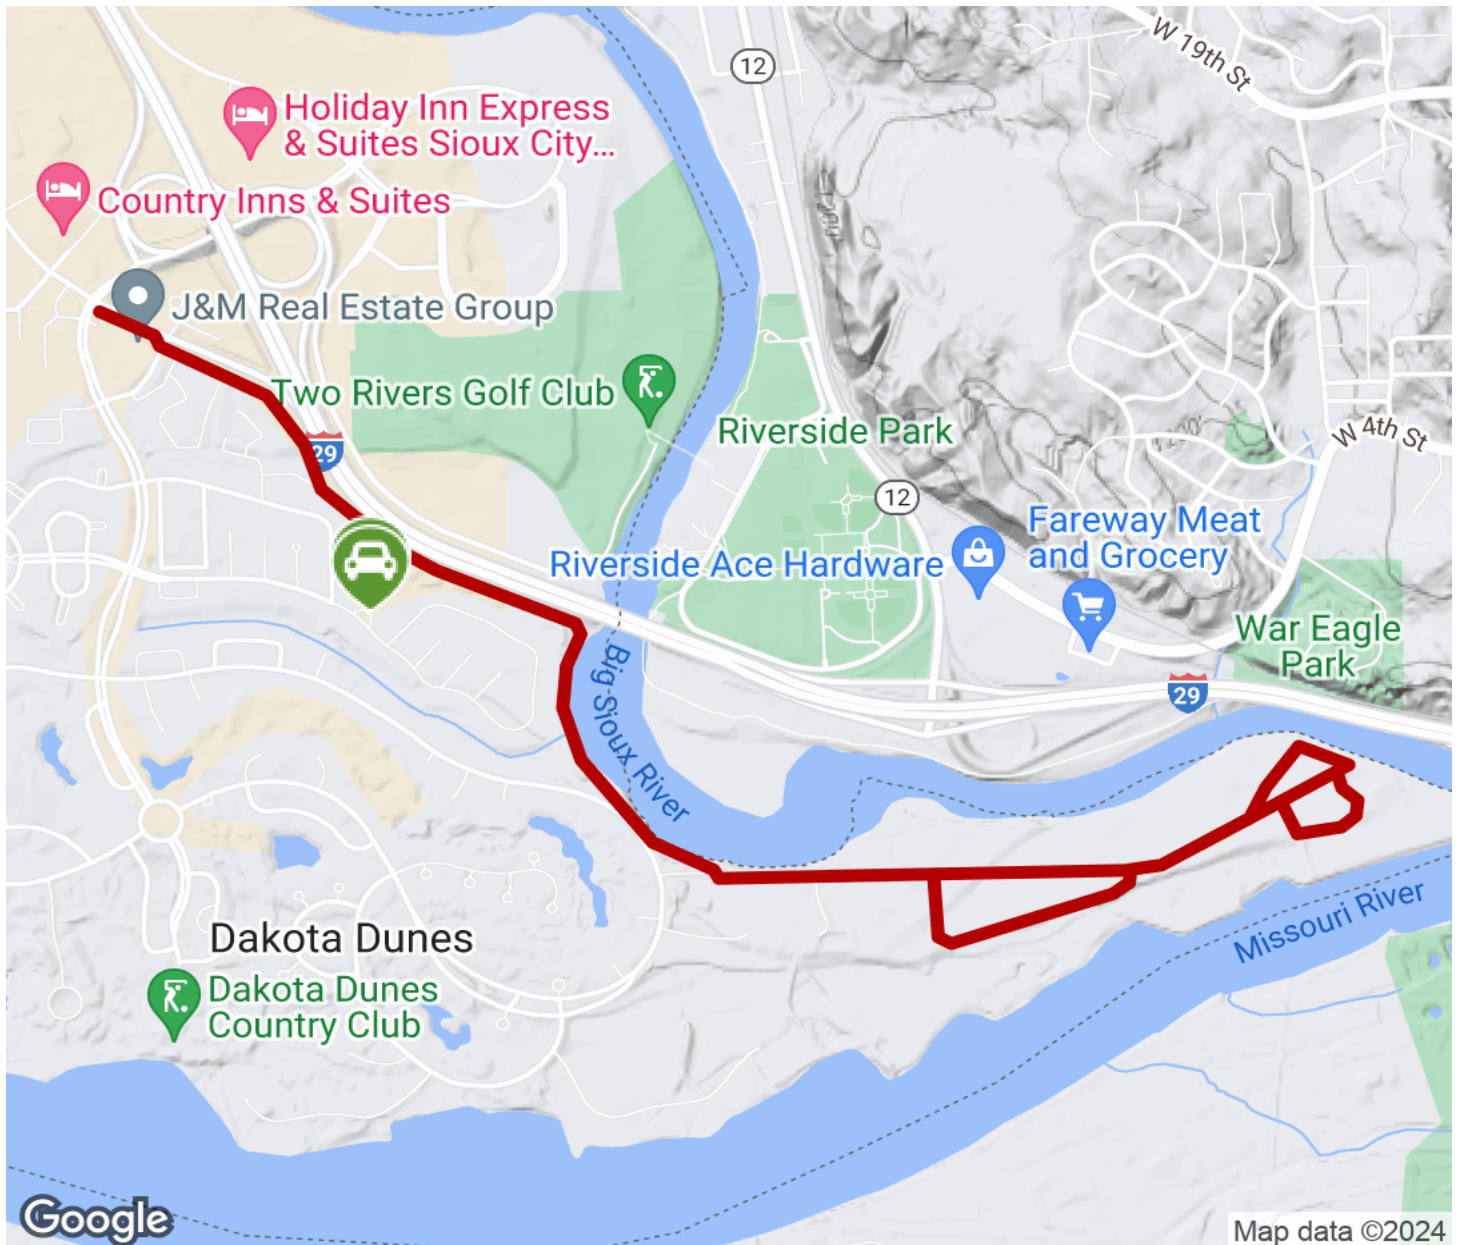 12
W 19th St
Holiday Inn Express
& Suites Sioux City...
Country Inns & Suites
J&M Real Estate Group
Two Rivers Golf Club
Riverside Park
W 4th St
29
12
1200'
Fareway Meat
and Grocery
Riverside Ace Hardware
War Eagle
Park
Big Sioux River
29
Missouri River
Dakota Dunes
Dakota Dunes
Country Club
Google
Map data ©2024